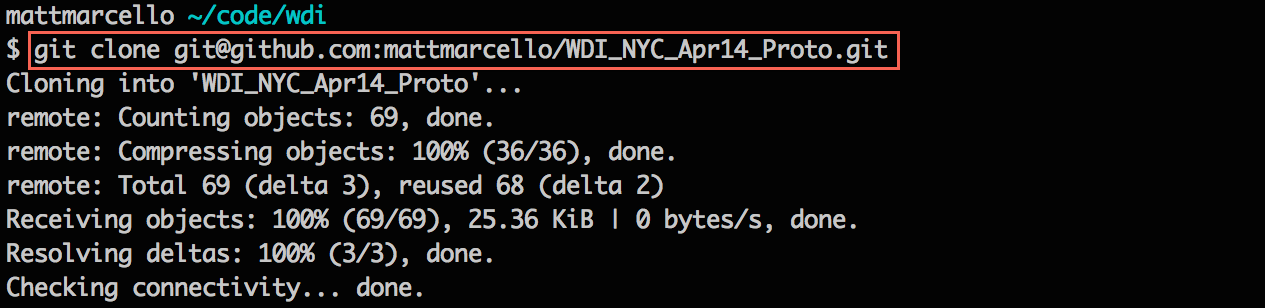 mattmarcello ~/code/wdi
$ git clone git@github.com:mattmarcello/WDI_NYC_Apr14_Proto.git
Cloning into 'WDI_NYC_Apr14_Proto'...
remote: Counting objects: 69, done.
remote: Compressing objects: 100% (36/36), done.
remote: Total 69 (delta 3), reused 68 (delta 2)
Receiving objects: 100% (69/69), 25.36 KiB | 0 bytes/s, done.
Resolving deltas: 100% (3/3), done.
Checking connectivity... done.